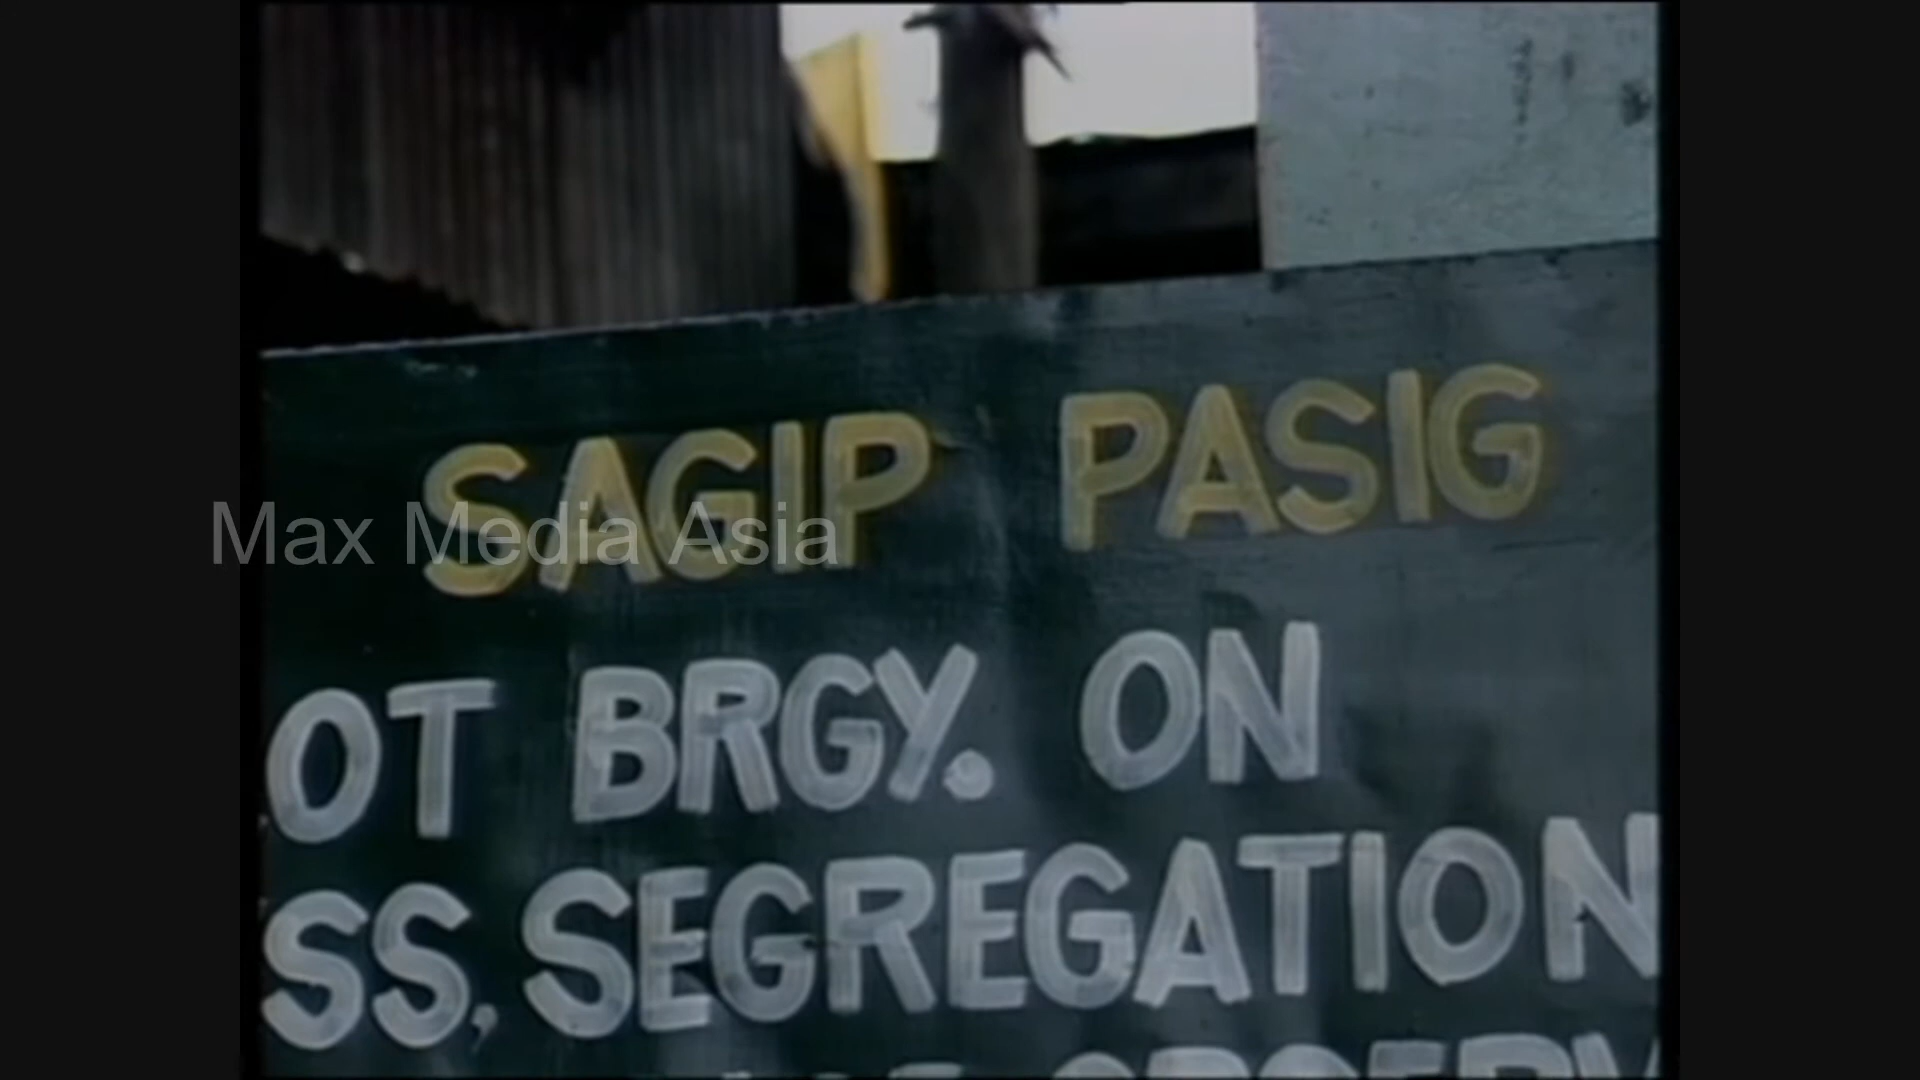 SAGIP PASIG
Max Media Asia
OT BRGY. ON
SS, SEGREGATION